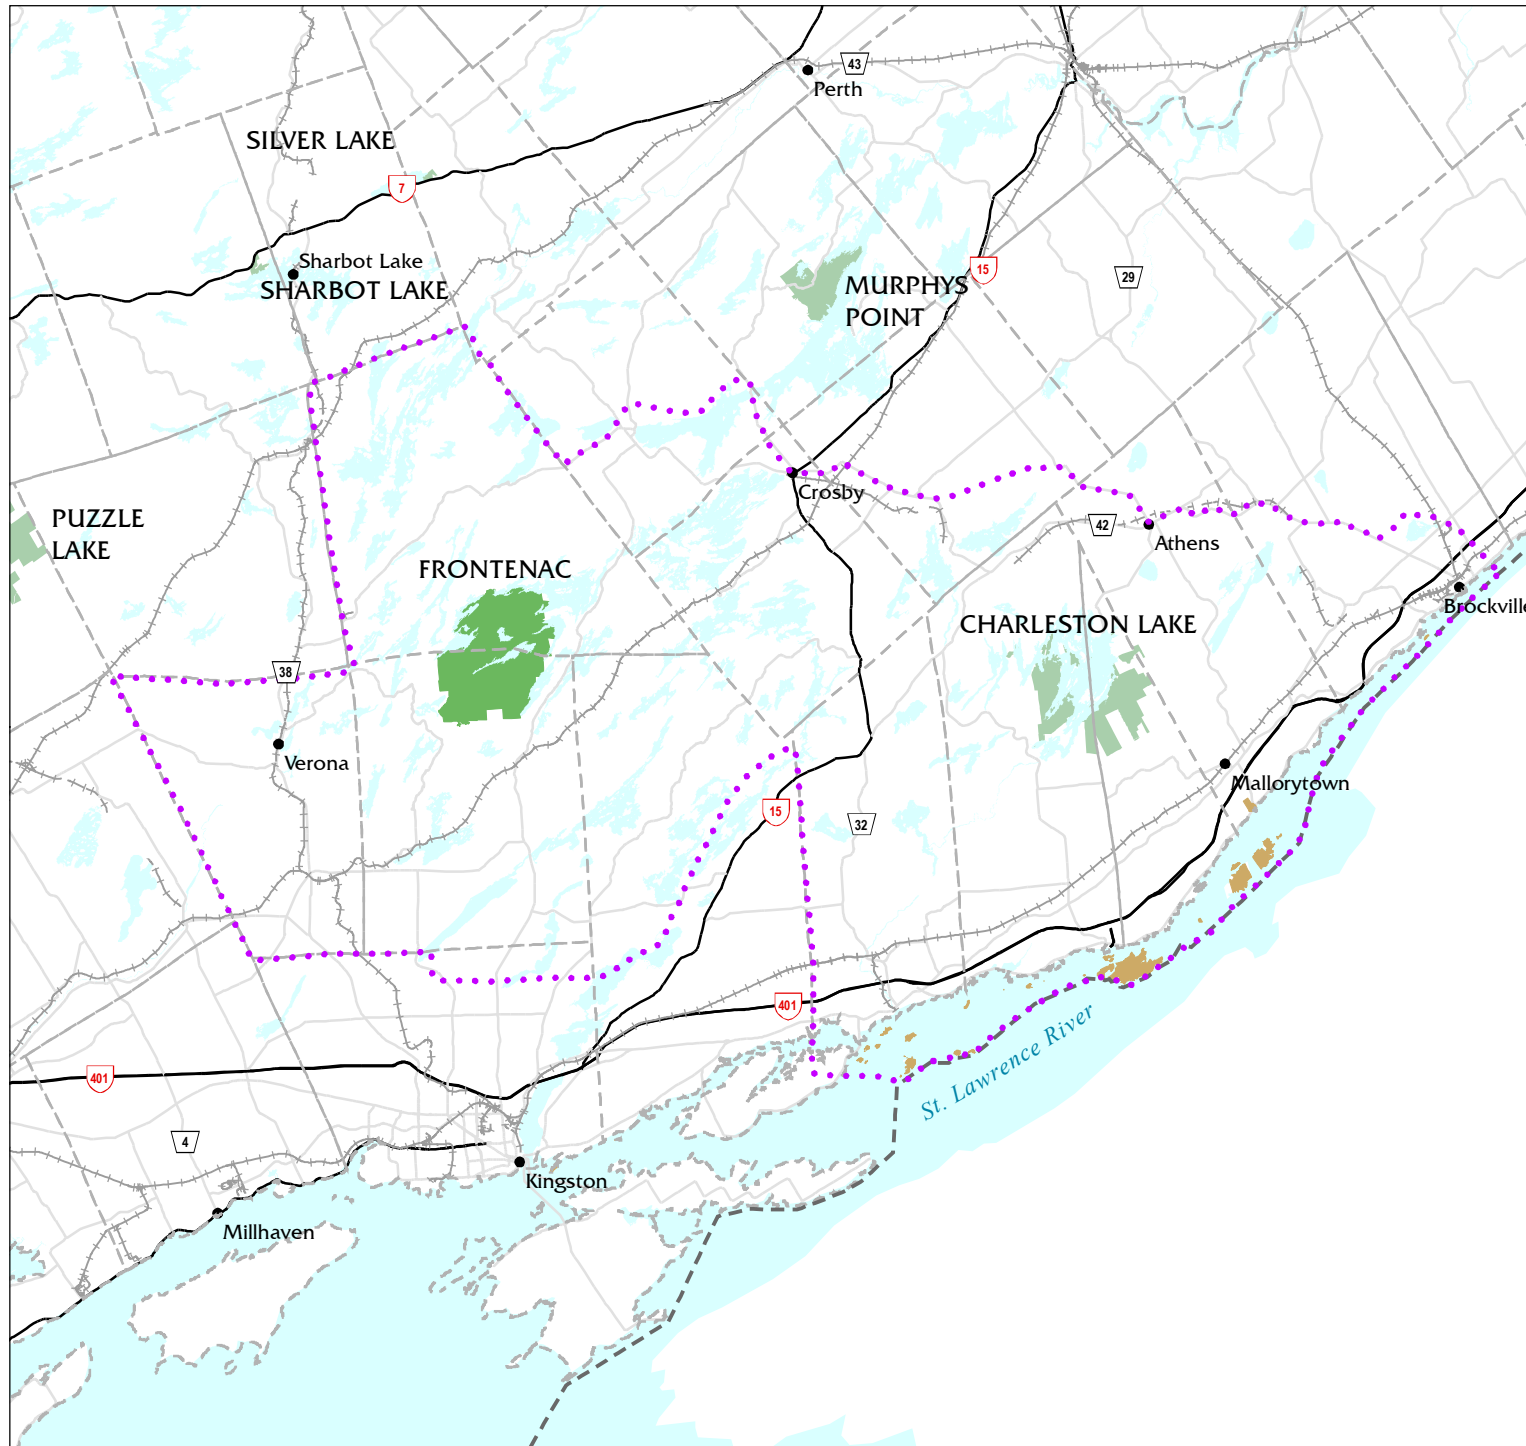 43
Perth
SILVER LAKE
7
Sharbot Lake
SHARBOT LAKE
15
29
MURPHYS
POINT
Crosby
PUZZLE
LAKE
42
Athens
FRONTENAC
Brockville
CHARLESTON LAKE
38
Verona
Mallorytown
15
32
401
St. Lawrence River
401
4
Kingston
Millhaven